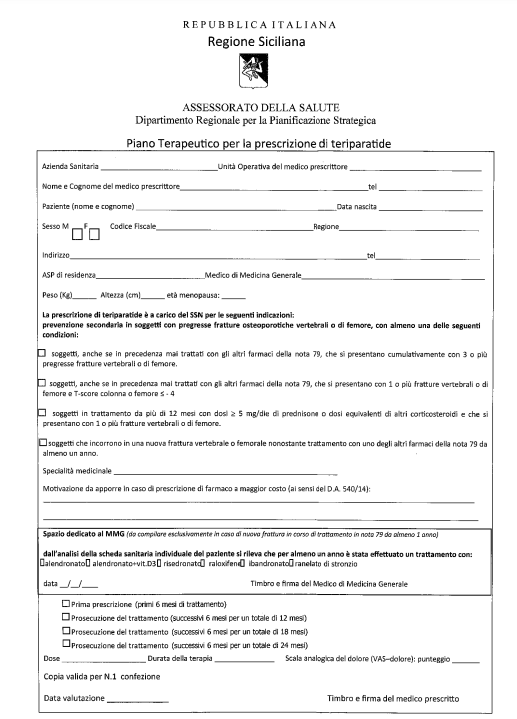 REPUBBLICA ITALIANA
Regione Siciliana
ASSESSORATO DELLA SALUTE
Dipartimento Regionale per la Pianificazione Strategica
Piano Terapeutico per la prescrizione di teriparatide
Azienda Sanitaria ____________ Unità Operativa del medico prescrittore ____________
Nome e Cognome del medico prescrittore ____________ tel ____________
Paziente (nome e cognome) ____________ Data nascita ____________
Sesso M □ F □ Codice Fiscale ____________ Regione ____________
Indirizzo ____________ tel ____________
ASP di residenza ____________ Medico di Medicina Generale ____________
Peso (Kg)______ Altezza (cm)______ età menopausa: ______
La prescrizione di teriparatide è a carico del SSN per le seguenti indicazioni:
prevenzione secondaria in soggetti con pregresse fratture osteoporotiche vertebrali o di femore, con almeno una delle seguenti
condizioni:
□ soggetti, anche se in precedenza mai trattati con gli altri farmaci della nota 79, che si presentano cumulativamente con 3 o più
pregresse fratture vertebrali o di femore.
□ soggetti, anche se in precedenza mai trattati con gli altri farmaci della nota 79, che si presentano con 1 o più fratture vertebrali o di
femore e T-score colonna o femore ≤ - 4
□ soggetti in trattamento da più di 12 mesi con dosi ≥ 5 mg/die di prednisone o dosi equivalenti di altri corticosteroidi e che si
presentano con 1 o più fratture vertebrali o di femore.
□ soggetti che incorrono in una nuova frattura vertebrale o femorale nonostante trattamento con uno degli altri farmaci della nota 79 da
almeno un anno.
Specialità medicinale ____________
Motivazione da apporre in caso di prescrizione di farmaco a maggior costo (ai sensi del D.A. 540/14):
Spazio dedicato al MMG (da compilare esclusivamente in caso di nuova frattura in corso di trattamento in nota 79 da almeno 1 anno)
dall'analisi della scheda sanitaria individuale del paziente si rileva che per almeno un anno è stata effettuato un trattamento con:
□alendronato□ alendronato+vit.D3□ risedronato□ raloxifene□ ibandronato□ ranelato di stronzio
data __/__/____ Timbro e firma del Medico di Medicina Generale
□ Prima prescrizione (primi 6 mesi di trattamento)
□ Prosecuzione del trattamento (successivi 6 mesi per un totale di 12 mesi)
□ Prosecuzione del trattamento (successivi 6 mesi per un totale di 18 mesi)
□ Prosecuzione del trattamento (successivi 6 mesi per un totale di 24 mesi)
Dose ____________ Durata della terapia ____________ Scala analogica del dolore (VAS–dolore): punteggio ______
Copia valida per N.1 confezione
Data valutazione ____________ Timbro e firma del medico prescritto